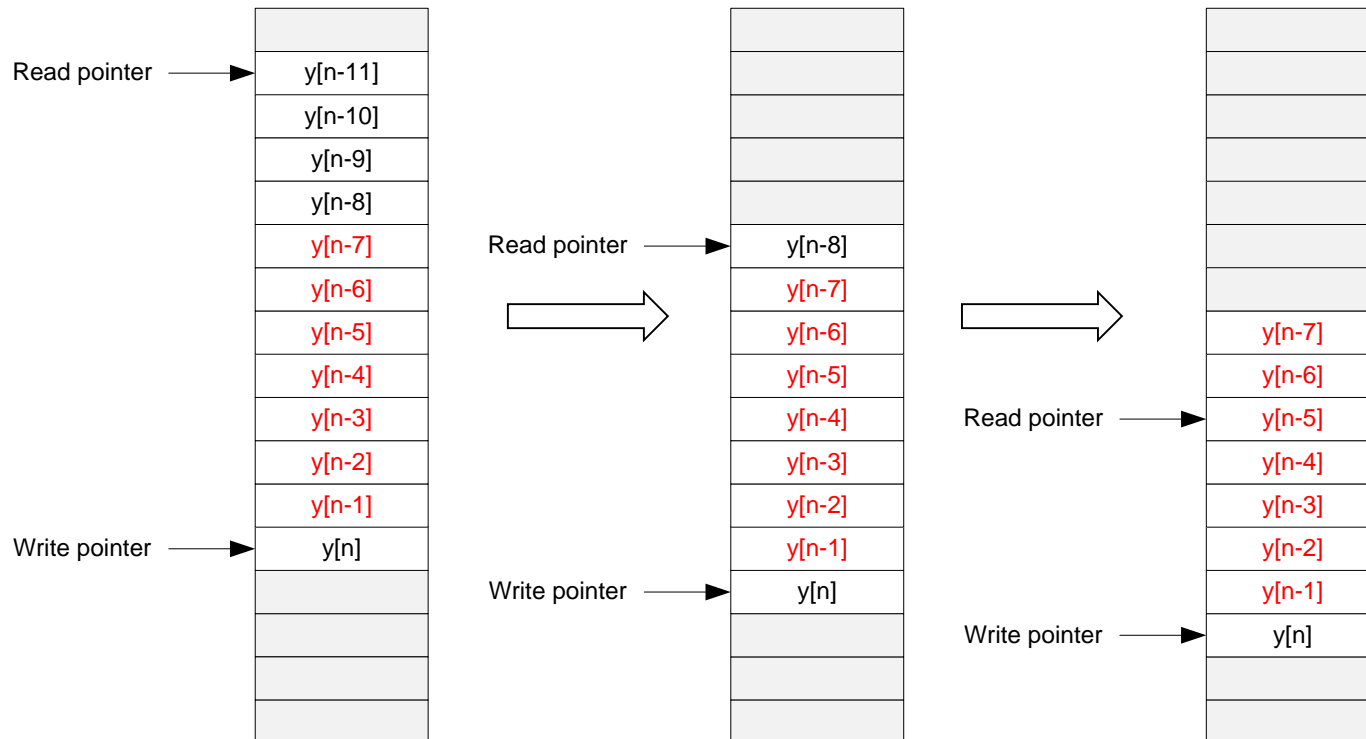 Read pointer
y[n-11]
y[n-10]
y[n-9]
y[n-8]
y[n-7]
y[n-6]
y[n-5]
y[n-4]
y[n-3]
y[n-2]
y[n-1]
Write pointer
y[n]
Read pointer
y[n-8]
y[n-7]
y[n-6]
y[n-5]
y[n-4]
y[n-3]
y[n-2]
y[n-1]
Write pointer
y[n]
y[n-7]
y[n-6]
Read pointer
y[n-5]
y[n-4]
y[n-3]
y[n-2]
y[n-1]
Write pointer
y[n]